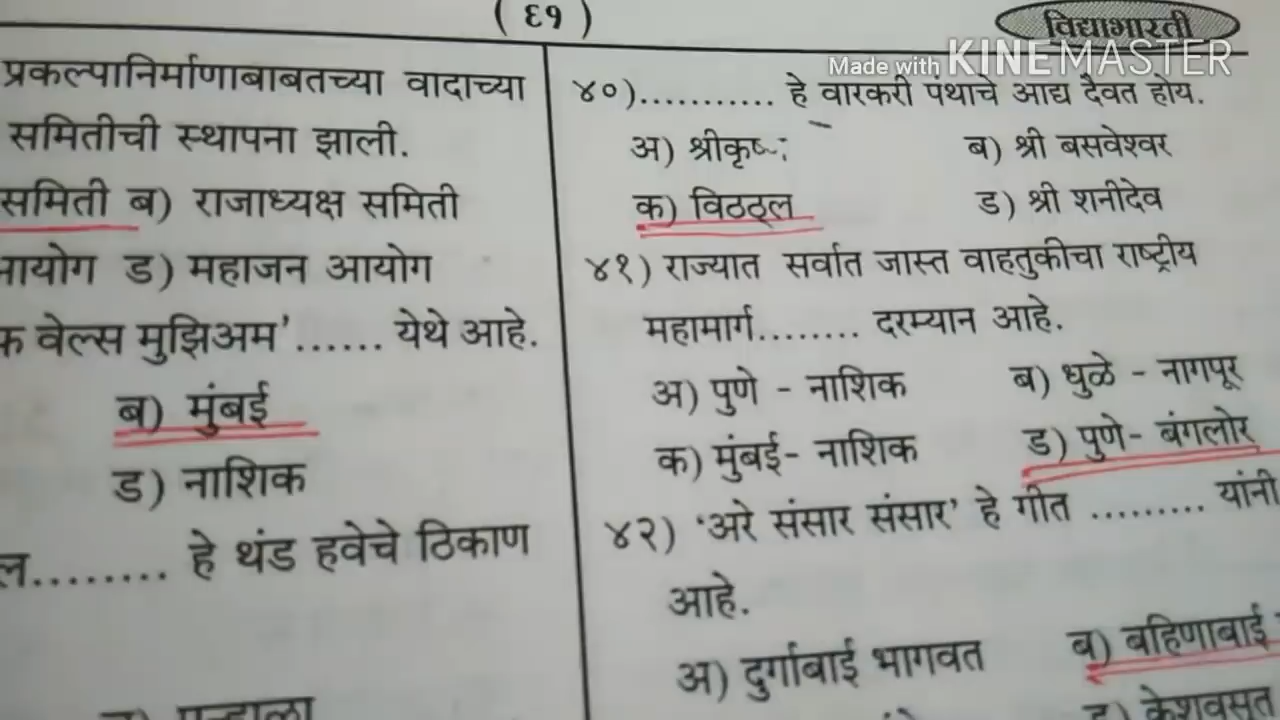 ( ६१ )
विद्याभारती
Made with KINEMASTER
प्रकल्पानिर्माणाबाबतच्या वादाच्या
समितीची स्थापना झाली.
समिती ब) राजाध्यक्ष समिती
ड) महाजन आयोग
वेल्स मुझिअम’...... येथे आहे.
ब) मुंबई
ड) नाशिक
........ हे थंड हवेचे ठिकाण
४०)........... हे वारकरी पंथाचे आद्य दैवत होय.
अ) ब) श्री बसवेश्वर
क) विठठ्ल ड) श्री शनीदेव
४१) राज्यात सर्वात जास्त वाहतुकीचा राष्ट्रीय
महामार्ग........ दरम्यान आहे.
अ) पुणे - नाशिक ब) धुळे - नागपूर
क) मुंबई- नाशिक ड) पुणे- बंगलोर
४२) ‘अरे संसार संसार’ हे गीत ......... यांनी
आहे.
अ) दुर्गाबाई भागवत ब) बहिणाबाई
केशवसूत